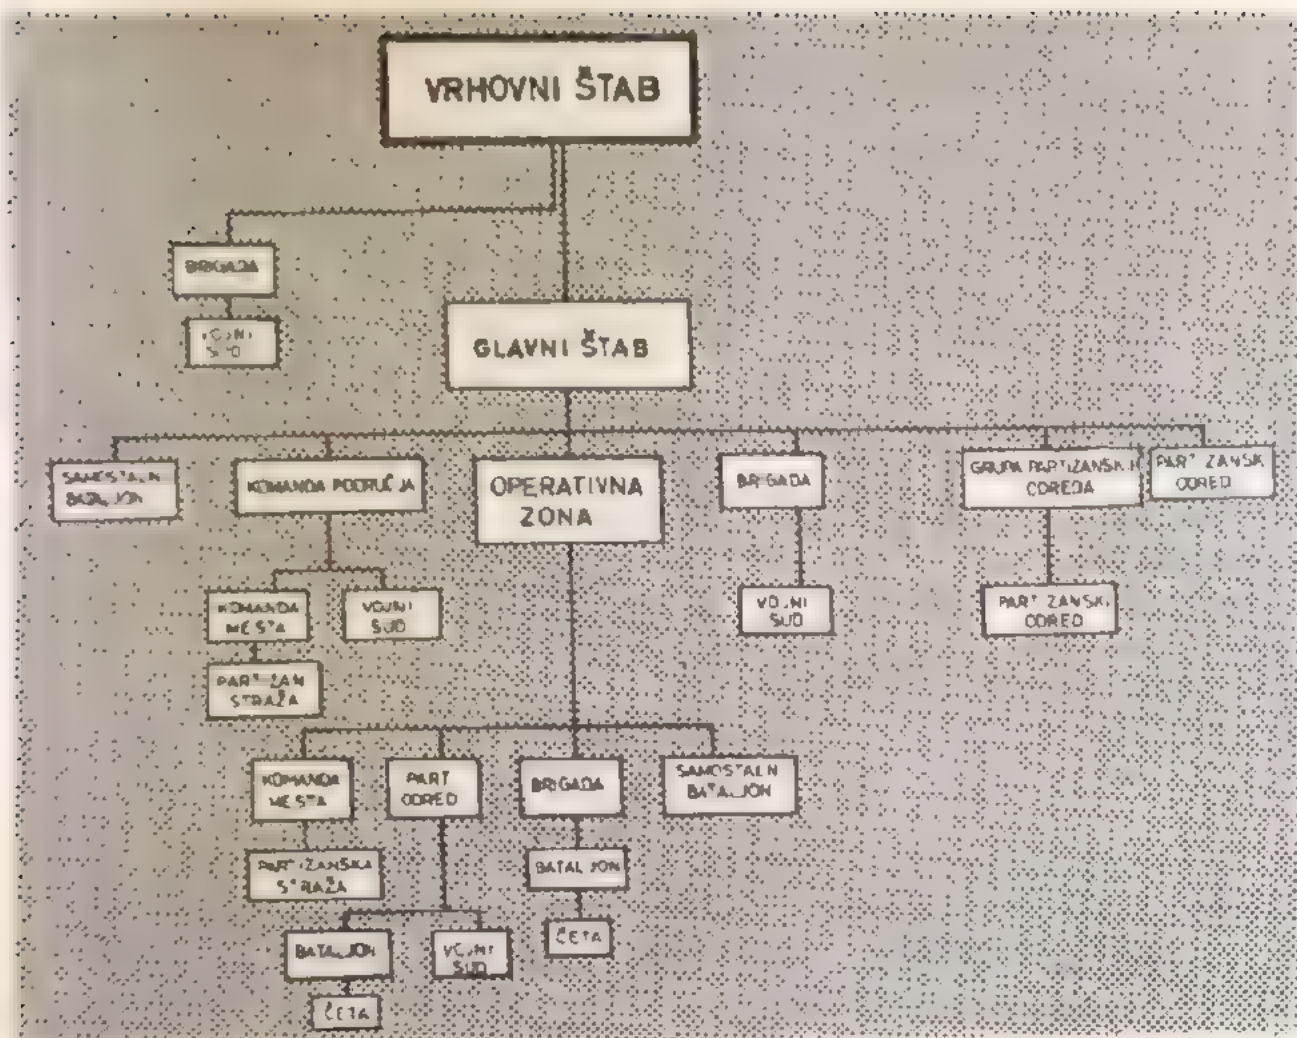 VRHOVNI ŠTAB
BRIGADA
VOJNI
SUD
GLAVNI ŠTAB
SAMOSTALN
BATALJON
KOMANDA PODRUČJA
OPERATIVNA
ZONA
BRIGADA
GRUPA PARTIZANSKIH
ODREDA
PARTIZANSKI
ODRED
KOMANDA
MESTA
VOJNI
SUD
VOJNI
SUD
PARTIZANSKI
ODRED
PARTIZAN
STRAŽA
KOMANDA
MESTA
PART
ODRED
BRIGADA
SAMOSTALN
BATALJON
PARTIZANSKA
STRAŽA
BATALJON
BATALJON
VOJNI
SUD
ČETA
ČETA